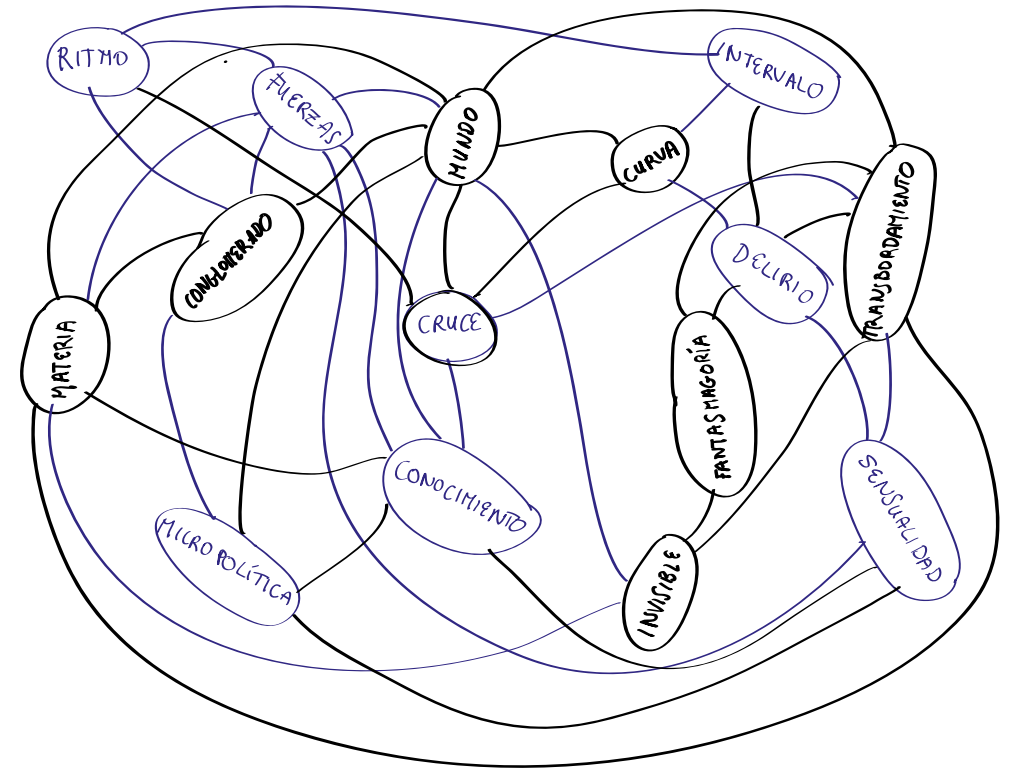 RITMO
INTERVALO
FUERZAS
MUNDO
CURVA
TRANSBORDAMIENTO
CONGLOMERADO
DELIRIO
CRUCE
MATERIA
FANTASMAGORÍA
CONOCIMIENTO
SENSUALIDAD
MICROPOLÍTICA
INVISIBLE